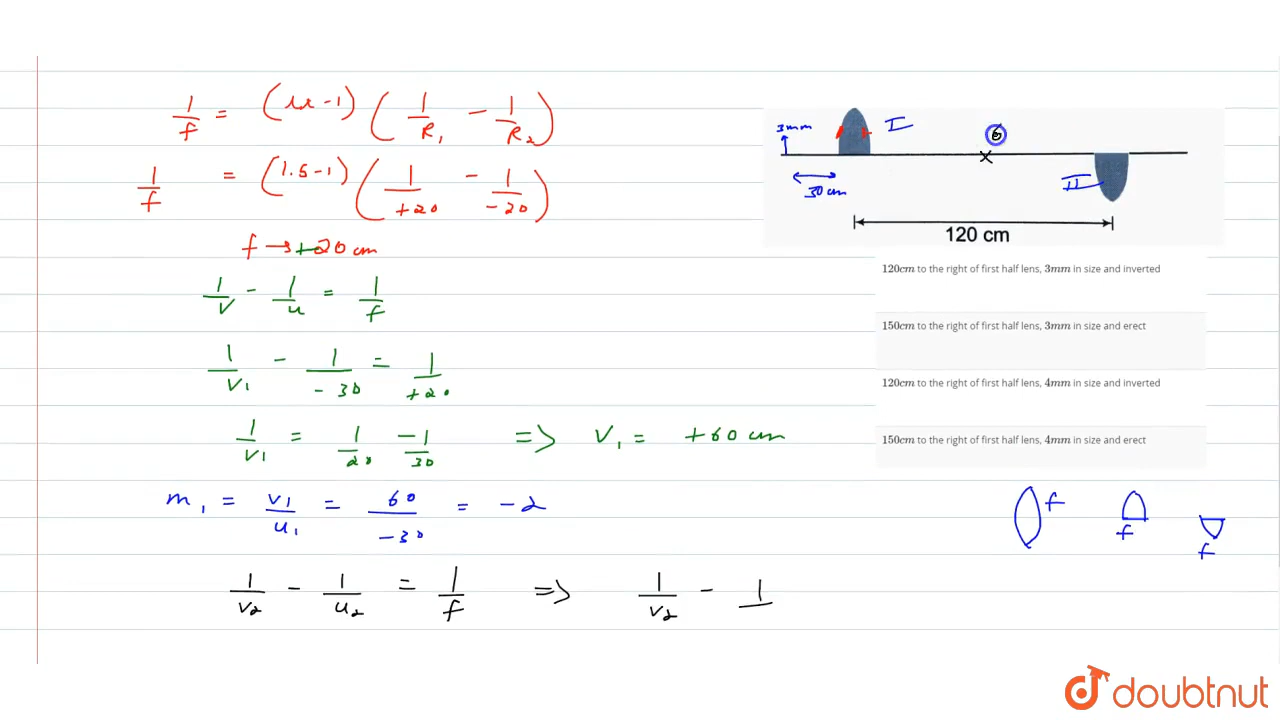 1/f = (μ-1) (1/R₁ - 1/R₂)
1/f = (1.5-1) (1/+20 - 1/-20)
f → +20 cm
1/v - 1/u = 1/f
1/v₁ - 1/-30 = 1/+20
1/v₁ = 1/20 - 1/30 => v₁ = +60 cm
m₁ = v₁/u₁ = 60/-30 = -2
1/v₂ - 1/u₂ = 1/f => 1/v₂ - 1
3mm
I
6
30 cm
II
120 cm
120cm to the right of first half lens, 3mm in size and inverted
150cm to the right of first half lens, 3mm in size and erect
120cm to the right of first half lens, 4mm in size and inverted
150cm to the right of first half lens, 4mm in size and erect
f
f
f
doubtnut